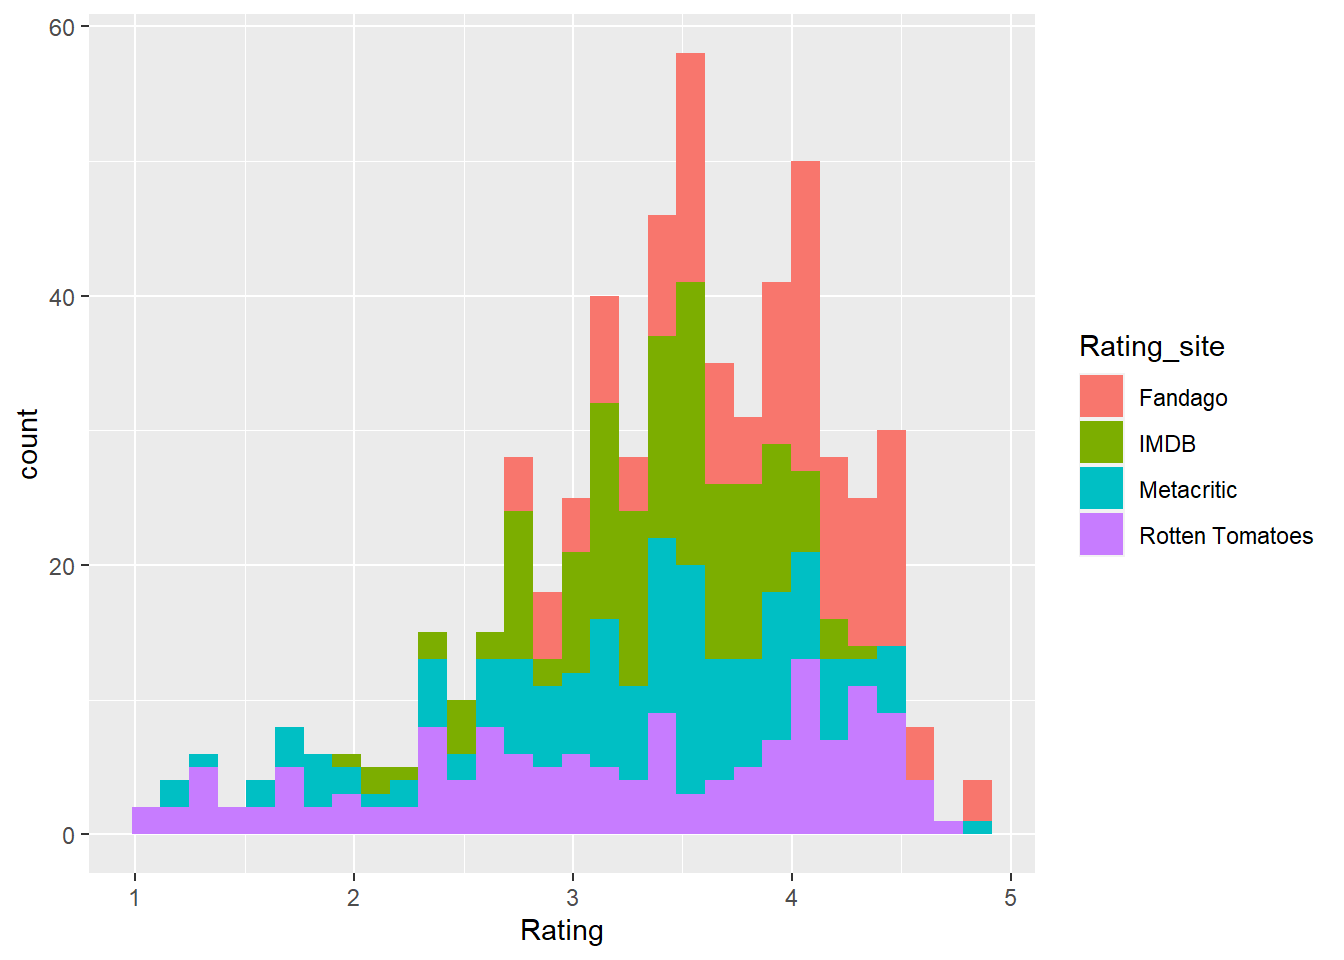 60
40
20
0
count
1 2 3 4 5
Rating
Rating_site
Fandago
IMDB
Metacritic
Rotten Tomatoes